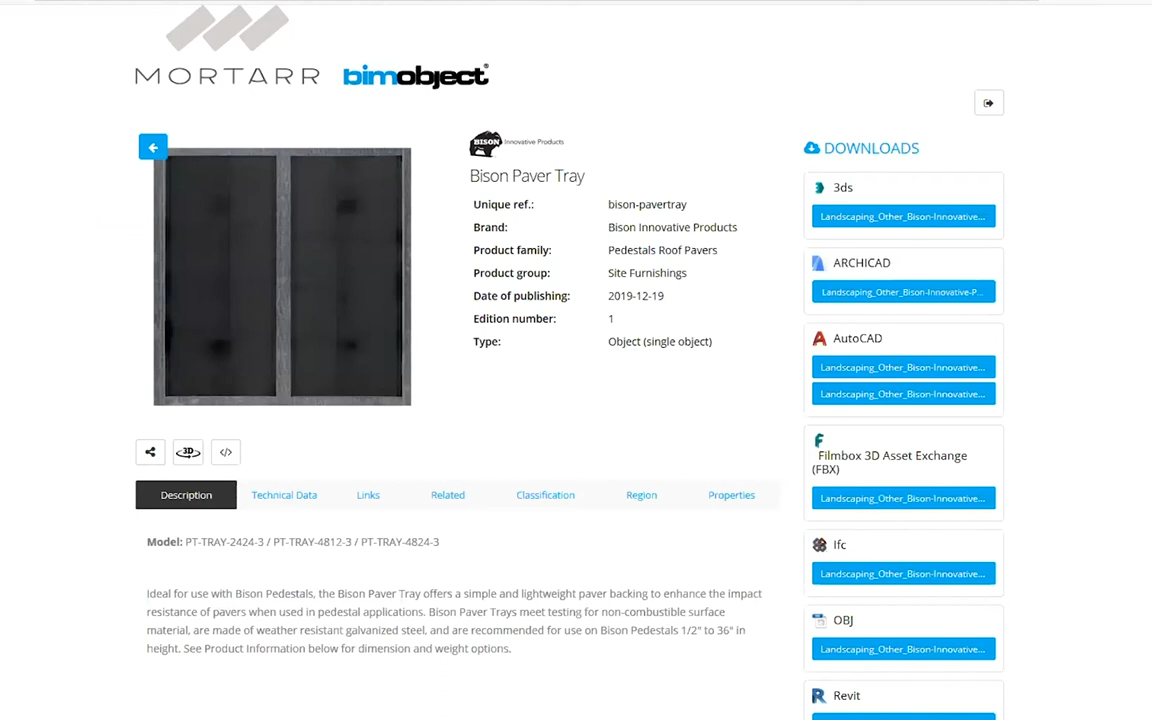 MORTARR bimobject®
BISON Innovative Products
Bison Paver Tray
Unique ref.: bison-pavertray
Brand: Bison Innovative Products
Product family: Pedestals Roof Pavers
Product group: Site Furnishings
Date of publishing: 2019-12-19
Edition number: 1
Type: Object (single object)
3D
Description Technical Data Links Related Classification Region Properties
Model: PT-TRAY-2424-3 / PT-TRAY-4812-3 / PT-TRAY-4824-3
Ideal for use with Bison Pedestals, the Bison Paver Tray offers a simple and lightweight paver backing to enhance the impact
resistance of pavers when used in pedestal applications. Bison Paver Trays meet testing for non-combustible surface
material, are made of weather resistant galvanized steel, and are recommended for use on Bison Pedestals 1/2" to 36" in
height. See Product Information below for dimension and weight options.
DOWNLOADS
3ds
Landscaping_Other_Bison-Innovative...
ARCHICAD
Landscaping_Other_Bison-Innovative-P...
AutoCAD
Landscaping_Other_Bison-Innovative...
Landscaping_Other_Bison-Innovative...
Filmbox 3D Asset Exchange
(FBX)
Landscaping_Other_Bison-Innovative...
Ifc
Landscaping_Other_Bison-Innovative...
OBJ
Landscaping_Other_Bison-Innovative...
Revit